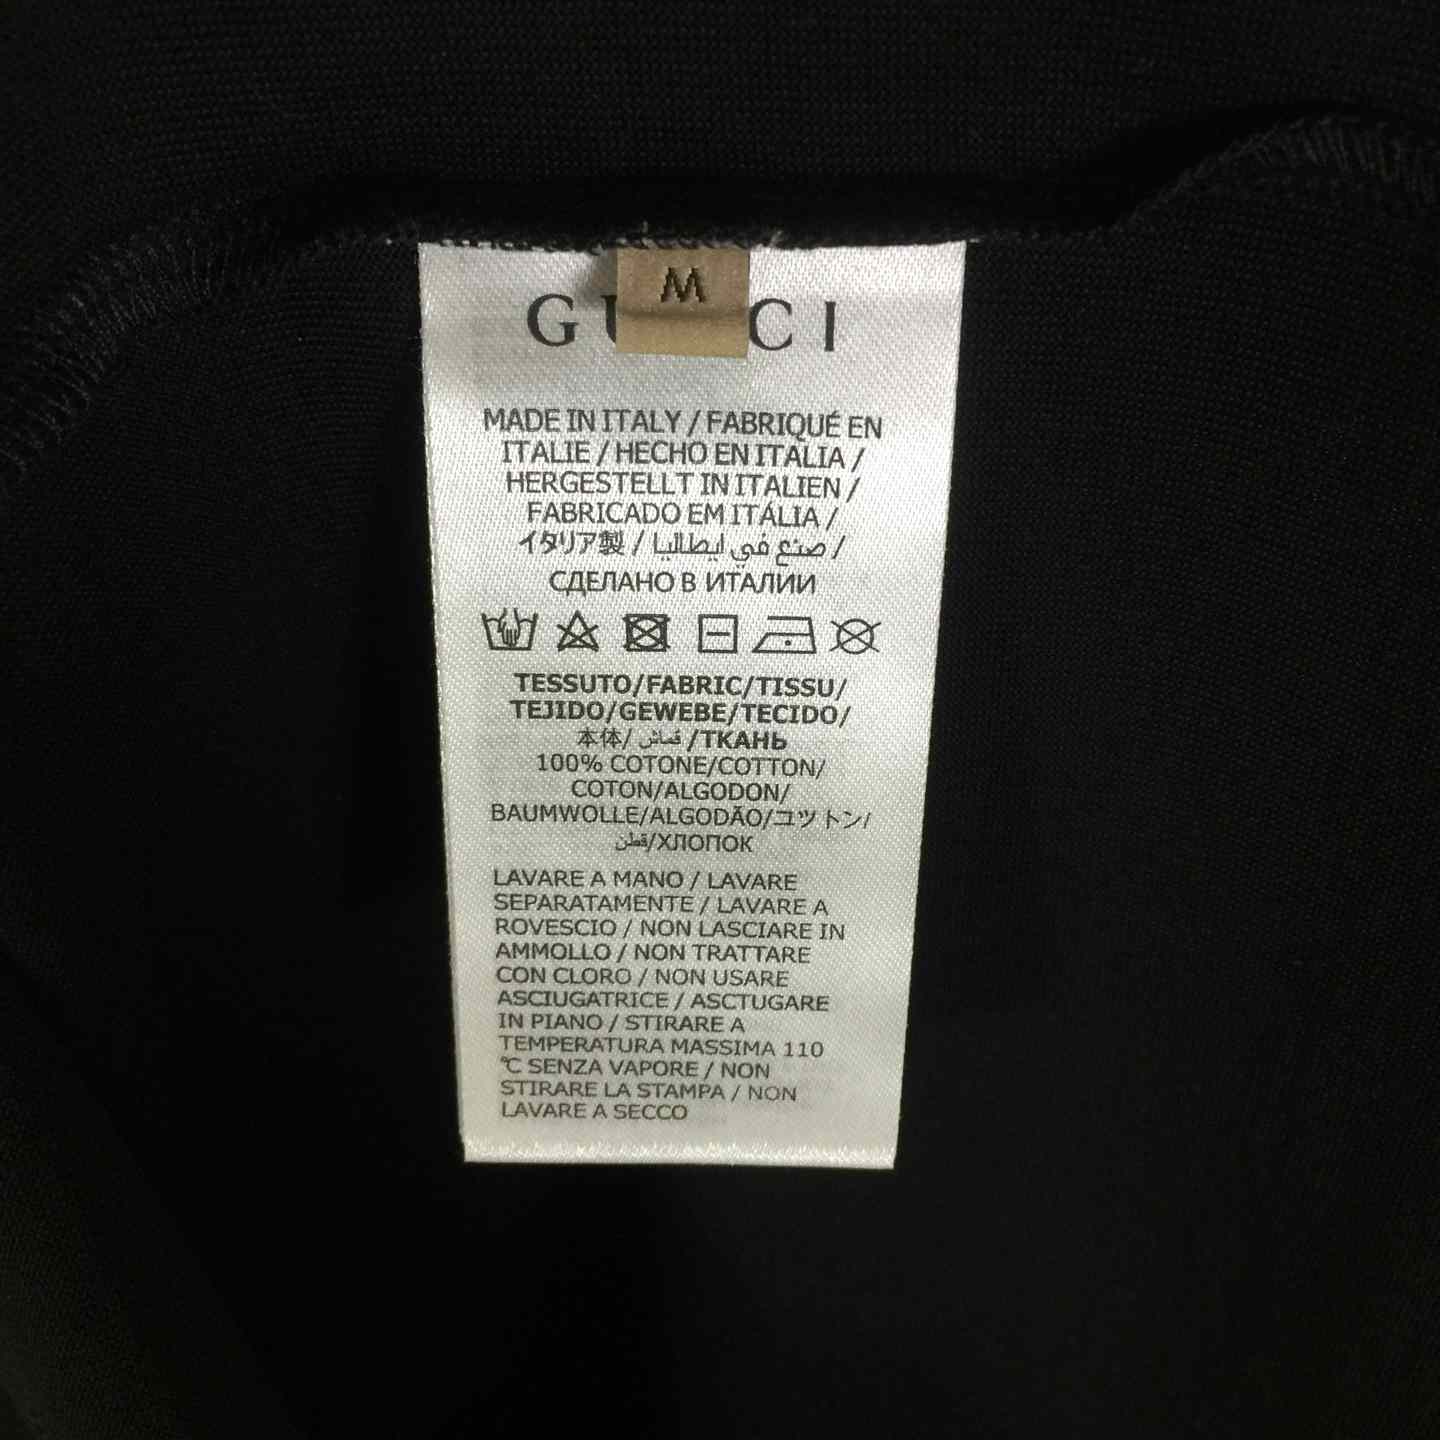 M
GUCCI
MADE IN ITALY / FABRIQUÉ EN
ITALIE / HECHO EN ITALIA /
HERGESTELLT IN ITALIEN /
FABRICADO EM ITÁLIA /
イタリア製 / صنع في ايطاليا /
СДЕЛАНО В ИТАЛИИ
TESSUTO/FABRIC/TISSU/
TEJIDO/GEWEBE/TECIDO/
本体/ قماش /ТКАНЬ
100% COTONE/COTTON/
COTON/ALGODON/
BAUMWOLLE/ALGODÃO/コットン/
قطن/ХЛОПОК
LAVARE A MANO / LAVARE
SEPARATAMENTE / LAVARE A
ROVESCIO / NON LASCIARE IN
AMMOLLO / NON TRATTARE
CON CLORO / NON USARE
ASCIUGATRICE / ASCTUGARE
IN PIANO / STIRARE A
TEMPERATURA MASSIMA 110
℃ SENZA VAPORE / NON
STIRARE LA STAMPA / NON
LAVARE A SECCO